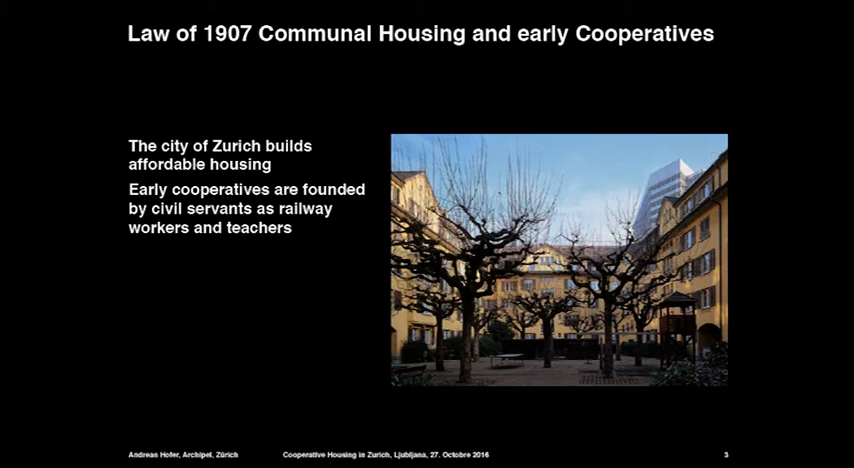 Law of 1907 Communal Housing and early Cooperatives
The city of Zurich builds
affordable housing
Early cooperatives are founded
by civil servants as railway
workers and teachers
Andrean Hofer, Archipel, Zürich
Cooperative Housing in Zurich, Ljubljana, 27. Octobre 2016
3